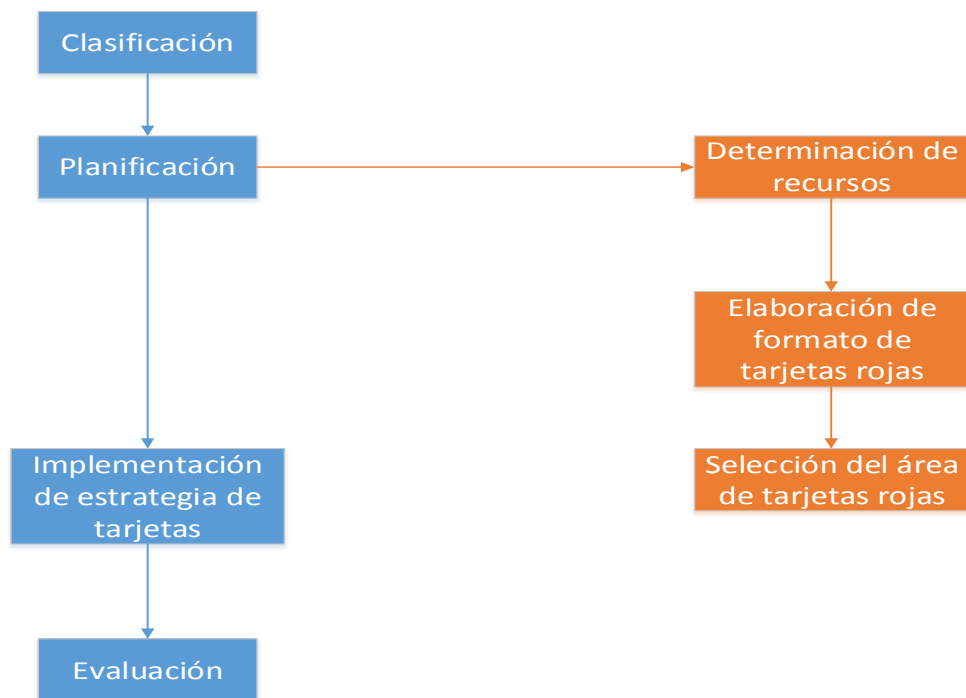 Clasificación
Planificación
Determinación de
recursos
Elaboración de
formato de
tarjetas rojas
Implementación
de estrategia de
tarjetas
Selección del área
de tarjetas rojas
Evaluación